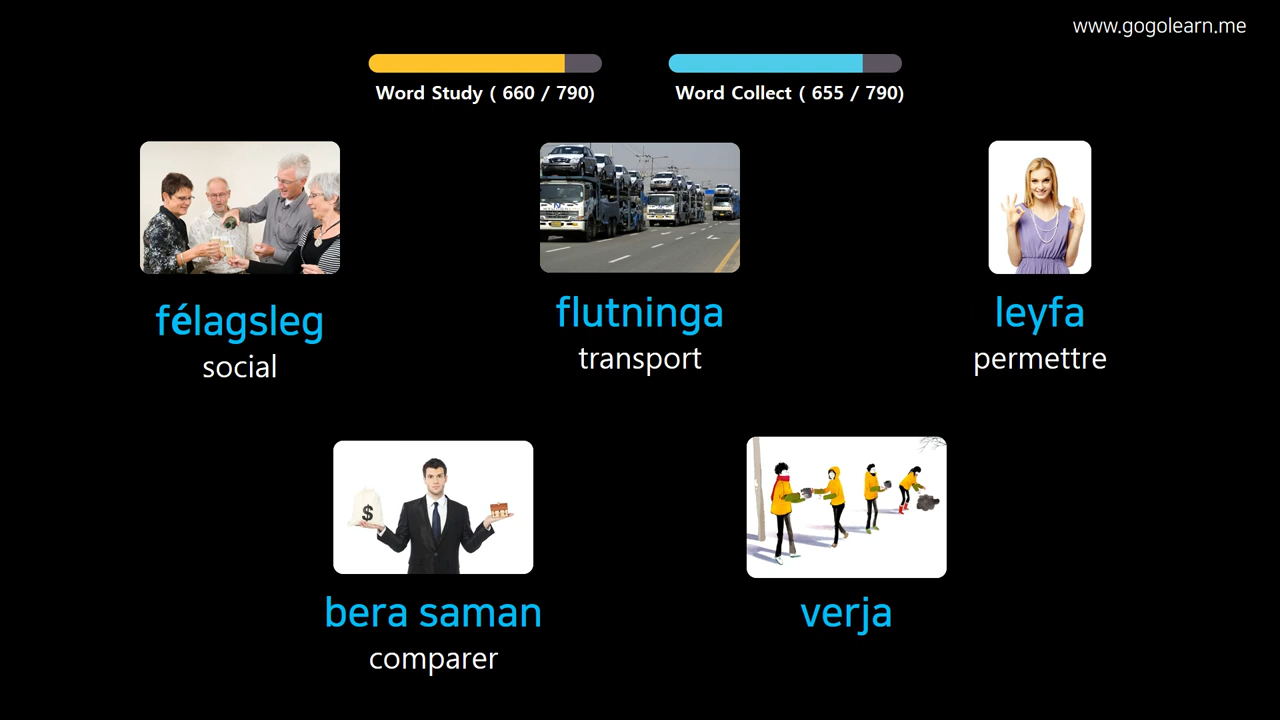 www.gogolearn.me
Word Study ( 660 / 790)
Word Collect ( 655 / 790)
félagsleg
social
flutninga
transport
leyfa
permettre
$
bera saman
comparer
verja